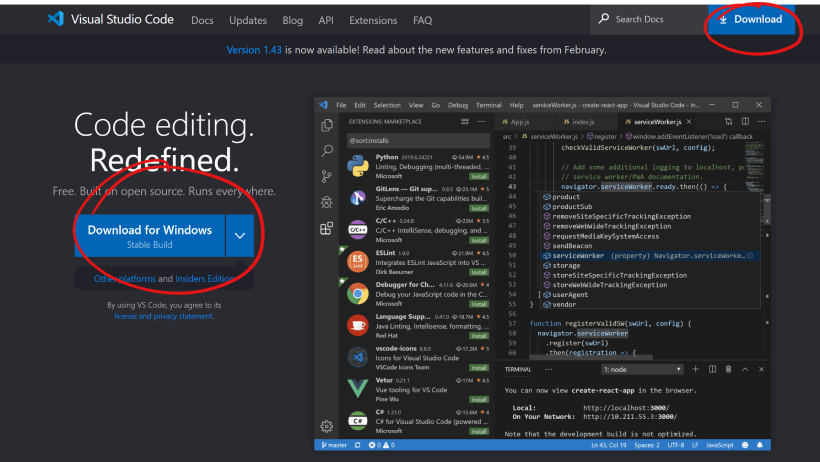 Visual Studio Code Docs Updates Blog API Extensions FAQ Search Docs Download
Version 1.43 is now available! Read about the new features and fixes from February.
Code editing.
Redefined.
Free. Built on open source. Runs everywhere.
Download for Windows
Stable Build
Other platforms and Insiders Edition
By using VS Code, you agree to its
license and privacy statement.
File Edit Selection View Go Debug Terminal Help serviceWorker.js - create-react-app - Visual Studio Code - In...
EXTENSIONS: MARKETPLACE
@sort:installs
Python 2019.6.24221 54.9M 4.5
Linting, Debugging (multi-threaded, ...
Microsoft Install
GitLens — Git sup... 9.8.5 23.1M 5
Supercharge the Git capabilities buil...
Eric Amodio Install
C/C++ 0.24.0 23M 3.5
C/C++ IntelliSense, debugging, and ...
Microsoft Install
ESLint 1.9.0 21.9M 4.5
Integrates ESLint JavaScript into VS ...
Dirk Baeumer Install
Debugger for Ch... 4.11.6 20.6M 4
Debug your JavaScript code in the C...
Microsoft Install
Language Supp... 0.47.0 18.7M 4.5
Java Linting, Intellisense, formatting, ...
Red Hat Install
vscode-icons 8.8.0 17.2M 5
Icons for Visual Studio Code
VSCode Icons Team Install
Vetur 0.21.1 17M 4.5
Vue tooling for VS Code
Pine Wu Install
C# 1.21.0 15.6M 4
C# for Visual Studio Code (powered ...
Microsoft Install
App.js index.js serviceWorker.js
src > serviceWorker.js > register > window.addEventListener('load') callback
39 checkValidServiceWorker(swUrl, config);
40
41 // Add some additional logging to localhost, p
42 // service worker/PWA documentation.
43 navigator.serviceWorker.ready.then(() => {
44 product
45 productSub
46 removeSiteSpecificTrackingException
47 removeWebWideTrackingException
48 requestMediaKeySystemAccess
49 sendBeacon
50 serviceWorker (property) Navigator.serviceWorke...
51 storage
52 storeSiteSpecificTrackingException
53 storeWebWideTrackingException
54 ] userAgent
55 } vendor
56
57 function registerValidSW(swUrl, config) {
58 navigator.serviceWorker
59 .register(swUrl)
60 .then(registration => {
TERMINAL ... 1: node
You can now view create-react-app in the browser.
Local: http://localhost:3000/
On Your Network: http://10.211.55.3:3000/
Note that the development build is not optimized.
master 0 0 Ln 43, Col 19 Spaces: 2 UTF-8 LF JavaScript